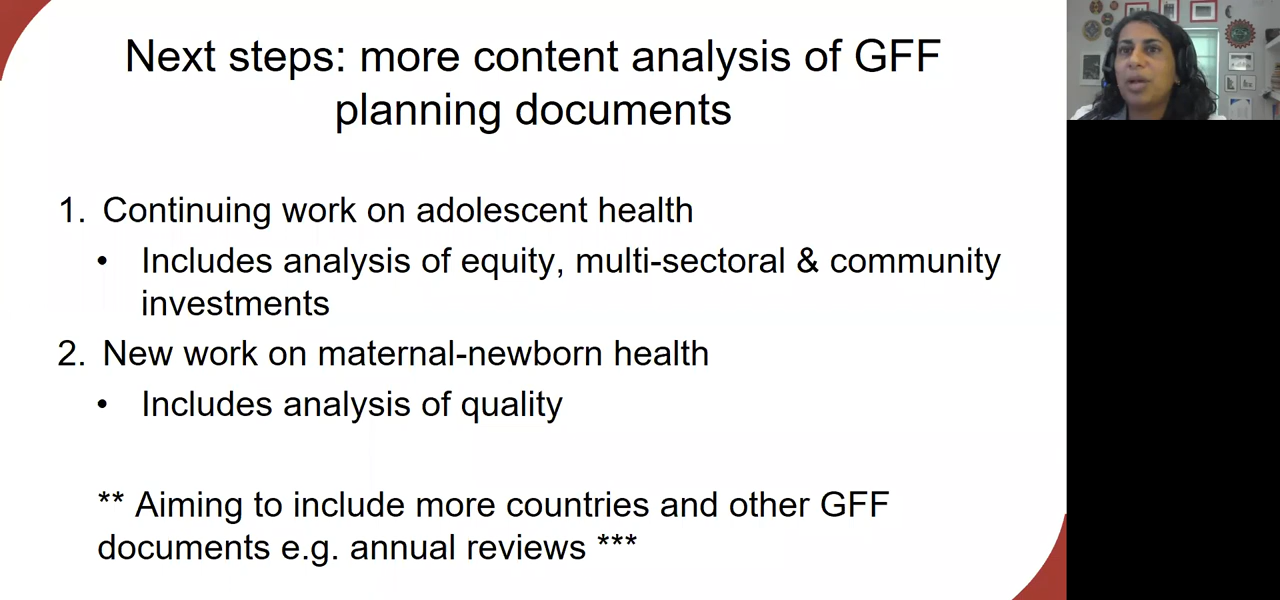 Next steps: more content analysis of GFF
planning documents
1. Continuing work on adolescent health
• Includes analysis of equity, multi-sectoral & community
investments
2. New work on maternal-newborn health
• Includes analysis of quality
** Aiming to include more countries and other GFF
documents e.g. annual reviews ***